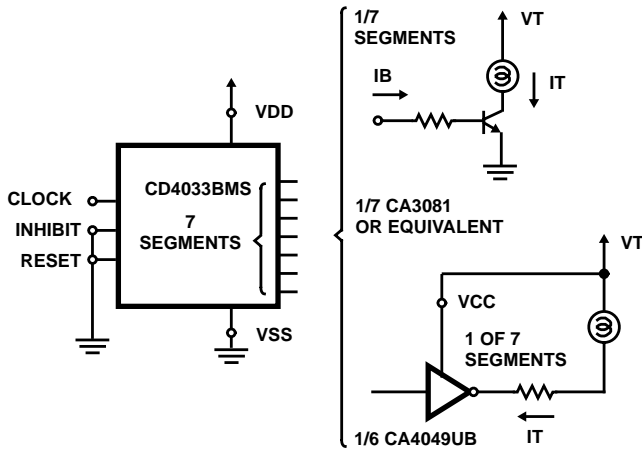 VDD
CLOCK
INHIBIT
RESET
CD4033BMS
7
SEGMENTS
VSS
1/7
SEGMENTS
VT
IB
IT
1/7 CA3081
OR EQUIVALENT
VT
VCC
1 OF 7
SEGMENTS
IT
1/6 CA4049UB